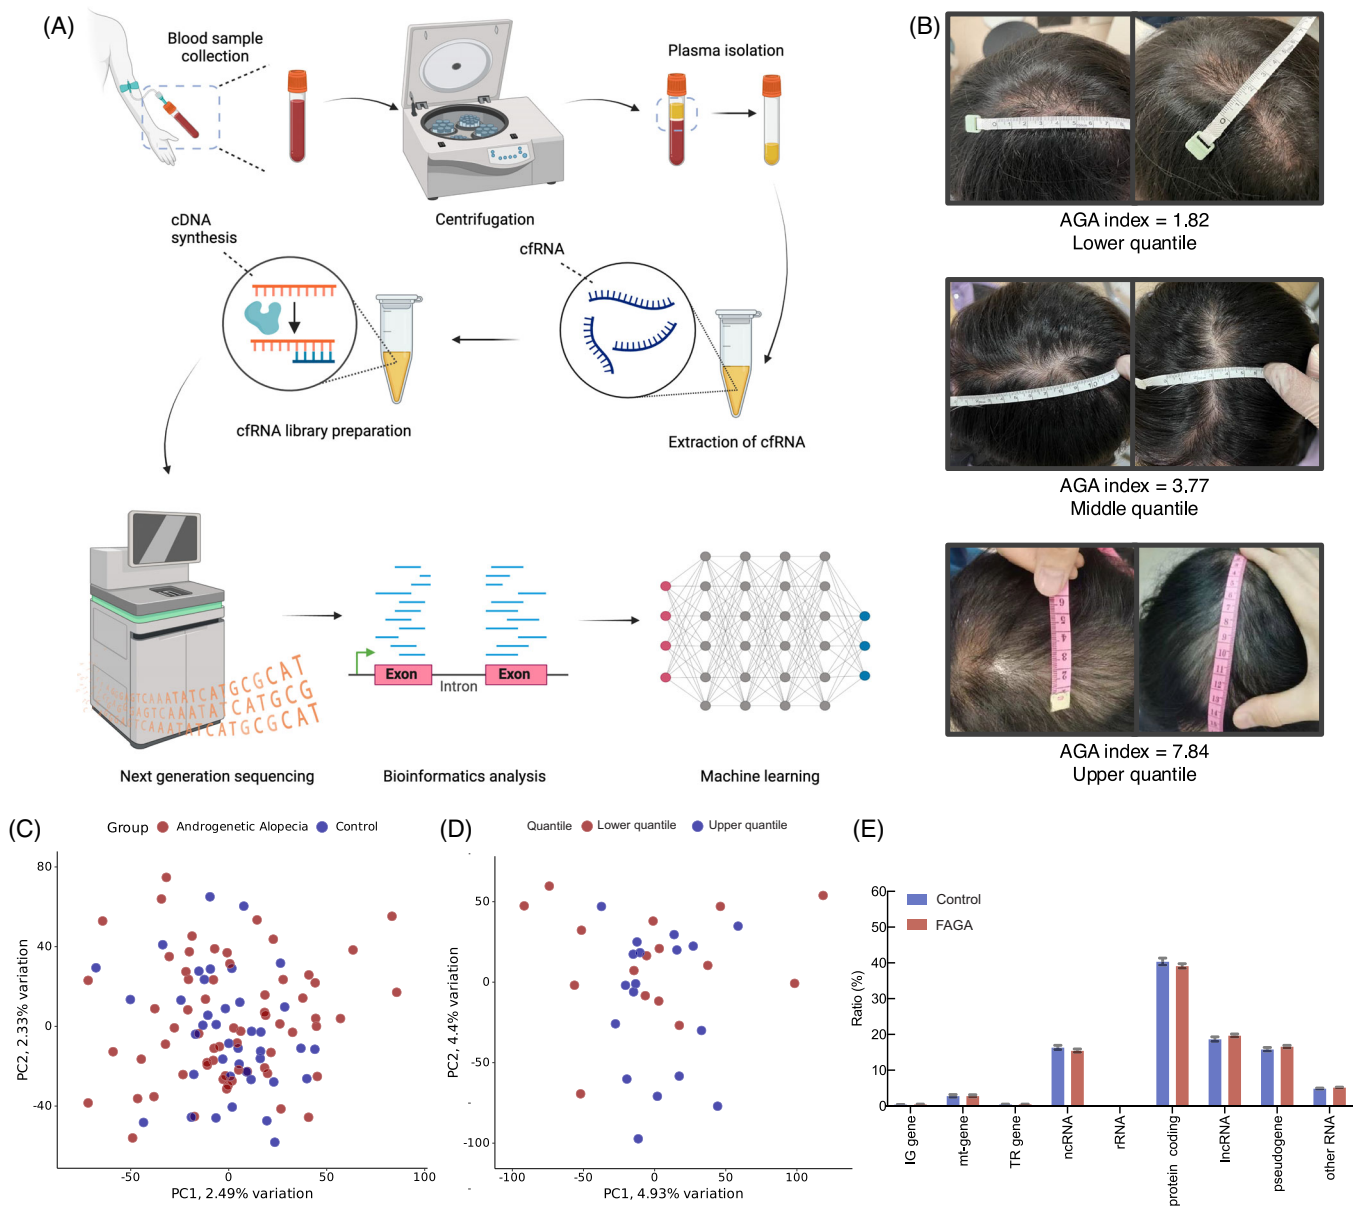 (A)
Blood sample
collection
Plasma isolation
Centrifugation
cDNA
synthesis
cfRNA
cfRNA library preparation
Extraction of cfRNA
Exon
Intron
Exon
Next generation sequencing
Bioinformatics analysis
Machine learning
(B)
AGA index = 1.82
Lower quantile
AGA index = 3.77
Middle quantile
AGA index = 7.84
Upper quantile
(C)
Group Androgenetic Alopecia Control
PC2, 2.33% variation
80
40
0
-40
-50 0 50 100
PC1, 2.49% variation
(D)
Quantile Lower quantile Upper quantile
PC2, 4.4% variation
50
0
-50
-100
-100 -50 0 50 100
PC1, 4.93% variation
(E)
Control
FAGA
Ratio (%)
60
50
40
30
20
10
0
IG gene
mt-gene
TR gene
ncRNA
rRNA
protein coding
lncRNA
pseudogene
other RNA